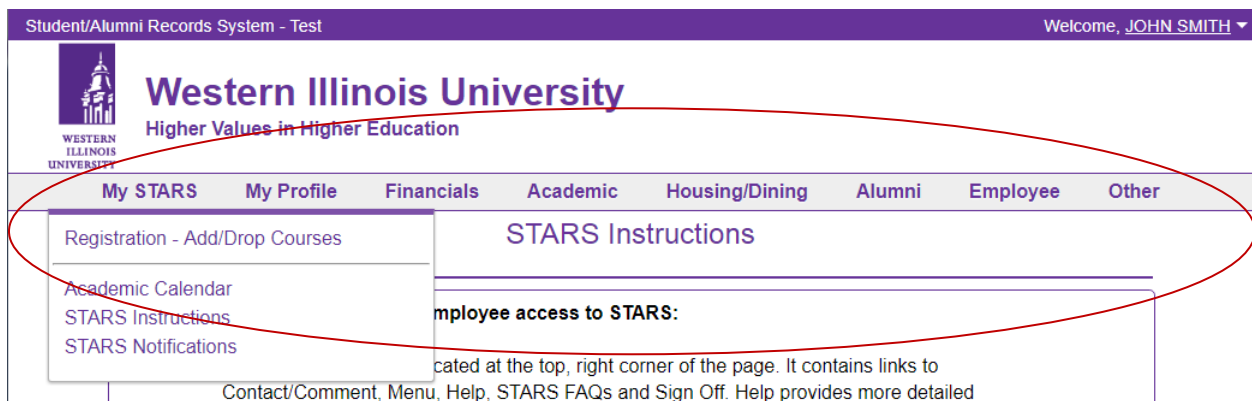 Student/Alumni Records System - Test
Welcome, JOHN SMITH
WESTERN
ILLINOIS
UNIVERSITY
Western Illinois University
Higher Values in Higher Education
My STARS My Profile Financials Academic Housing/Dining Alumni Employee Other
Registration - Add/Drop Courses
Academic Calendar
STARS Instructions
STARS Notifications
STARS Instructions
mployee access to STARS:
cated at the top, right corner of the page. It contains links to
Contact/Comment, Menu, Help, STARS FAQs and Sign Off. Help provides more detailed